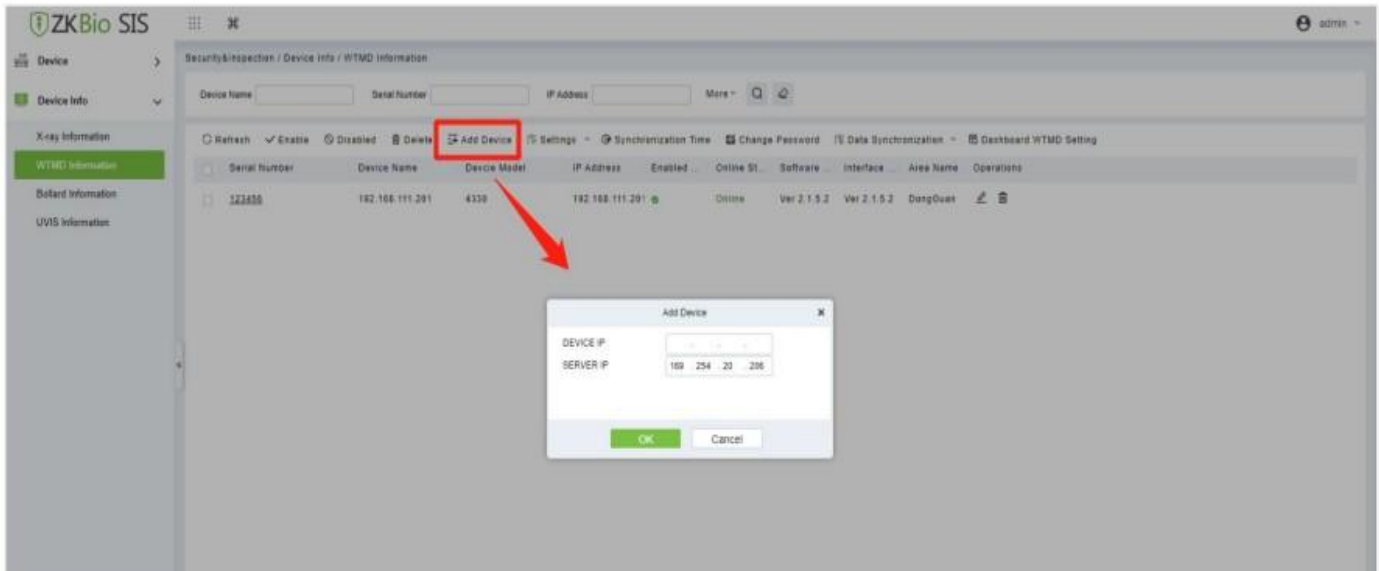 ZKBio SIS
admin
Device
Security&Inspection / Device Info / WTMD Information
Device Info
Device Name
Serial Number
IP Address
More
X-ray Information
Refresh Enable Disabled Delete Add Device Settings Synchronization Time Change Password Data Synchronization Dashboard WTMD Setting
WTMD Information
Serial Number Device Name Devcie Model IP Address Enabled ... Online St... Software ... Interface ... Area Name Operations
Bollard Information
123456 192.168.111.201 4330 192.168.111.201 Online Ver 2.1.5.2 Ver 2.1.5.2 DongGuan
UVIS Information
Add Device
DEVICE IP
SERVER IP 169 . 254 . 20 . 206
OK Cancel